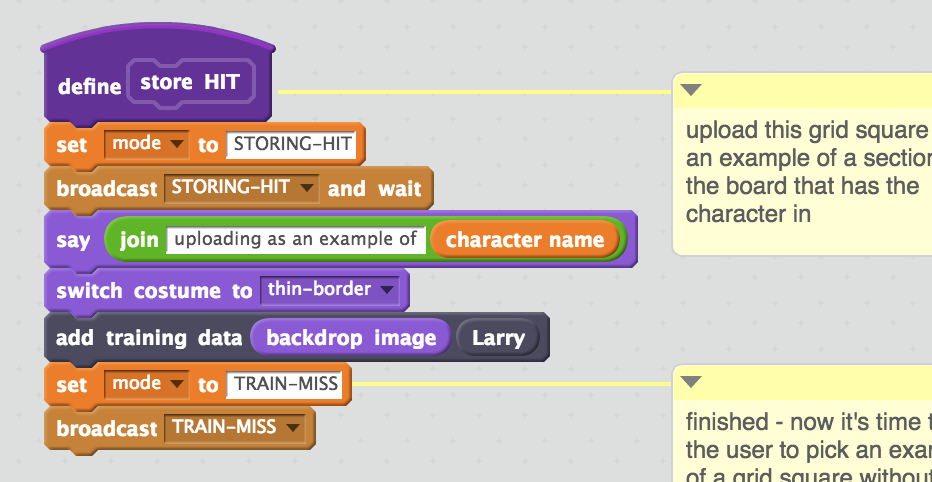 define store HIT
set mode to STORING-HIT
broadcast STORING-HIT and wait
say join uploading as an example of character name
switch costume to thin-border
add training data backdrop image Larry
set mode to TRAIN-MISS
broadcast TRAIN-MISS
upload this grid square
an example of a section
the board that has the
character in
finished - now it's time
the user to pick an
of a grid square without